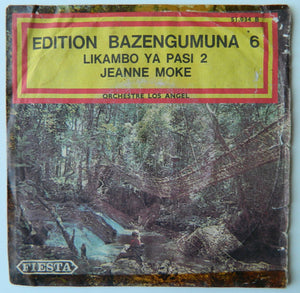 EDITION BAZENGUMUNA 6
LIKAMBO YA PASI 2
JEANNE MOKE
ORCHESTRE LOS ANGEL
FIESTA